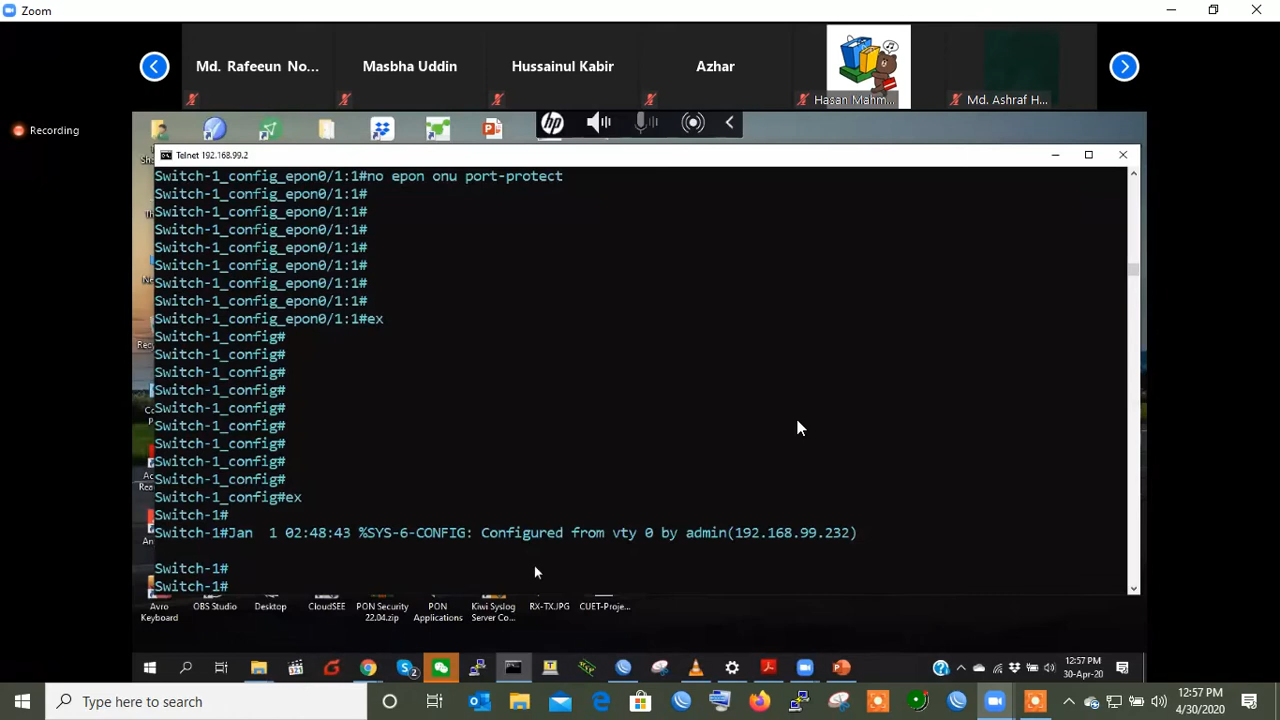 Zoom
Md. Rafeeun No...
Masbha Uddin
Hussainul Kabir
Azhar
Hasan Mahm...
Md. Ashraf H...
Recording
hp
Telnet 192.168.99.2
Switch-1_config_epon0/1:1#no epon onu port-protect
Switch-1_config_epon0/1:1#
Switch-1_config_epon0/1:1#
Switch-1_config_epon0/1:1#
Switch-1_config_epon0/1:1#
Switch-1_config_epon0/1:1#
Switch-1_config_epon0/1:1#
Switch-1_config_epon0/1:1#
Switch-1_config_epon0/1:1#ex
Switch-1_config#
Switch-1_config#
Switch-1_config#
Switch-1_config#
Switch-1_config#
Switch-1_config#
Switch-1_config#
Switch-1_config#
Switch-1_config#
Switch-1_config#ex
Switch-1#
Switch-1#Jan  1 02:48:43 %SYS-6-CONFIG: Configured from vty 0 by admin(192.168.99.232)
Switch-1#
Switch-1#
Avro Keyboard
OBS Studio
Desktop
CloudSEE
PON Security 22.04.zip
PON Applications
Kiwi Syslog Server Co...
RX-TX.JPG
CUET-Proje...
12:57 PM
30-Apr-20
Type here to search
12:57 PM
4/30/2020